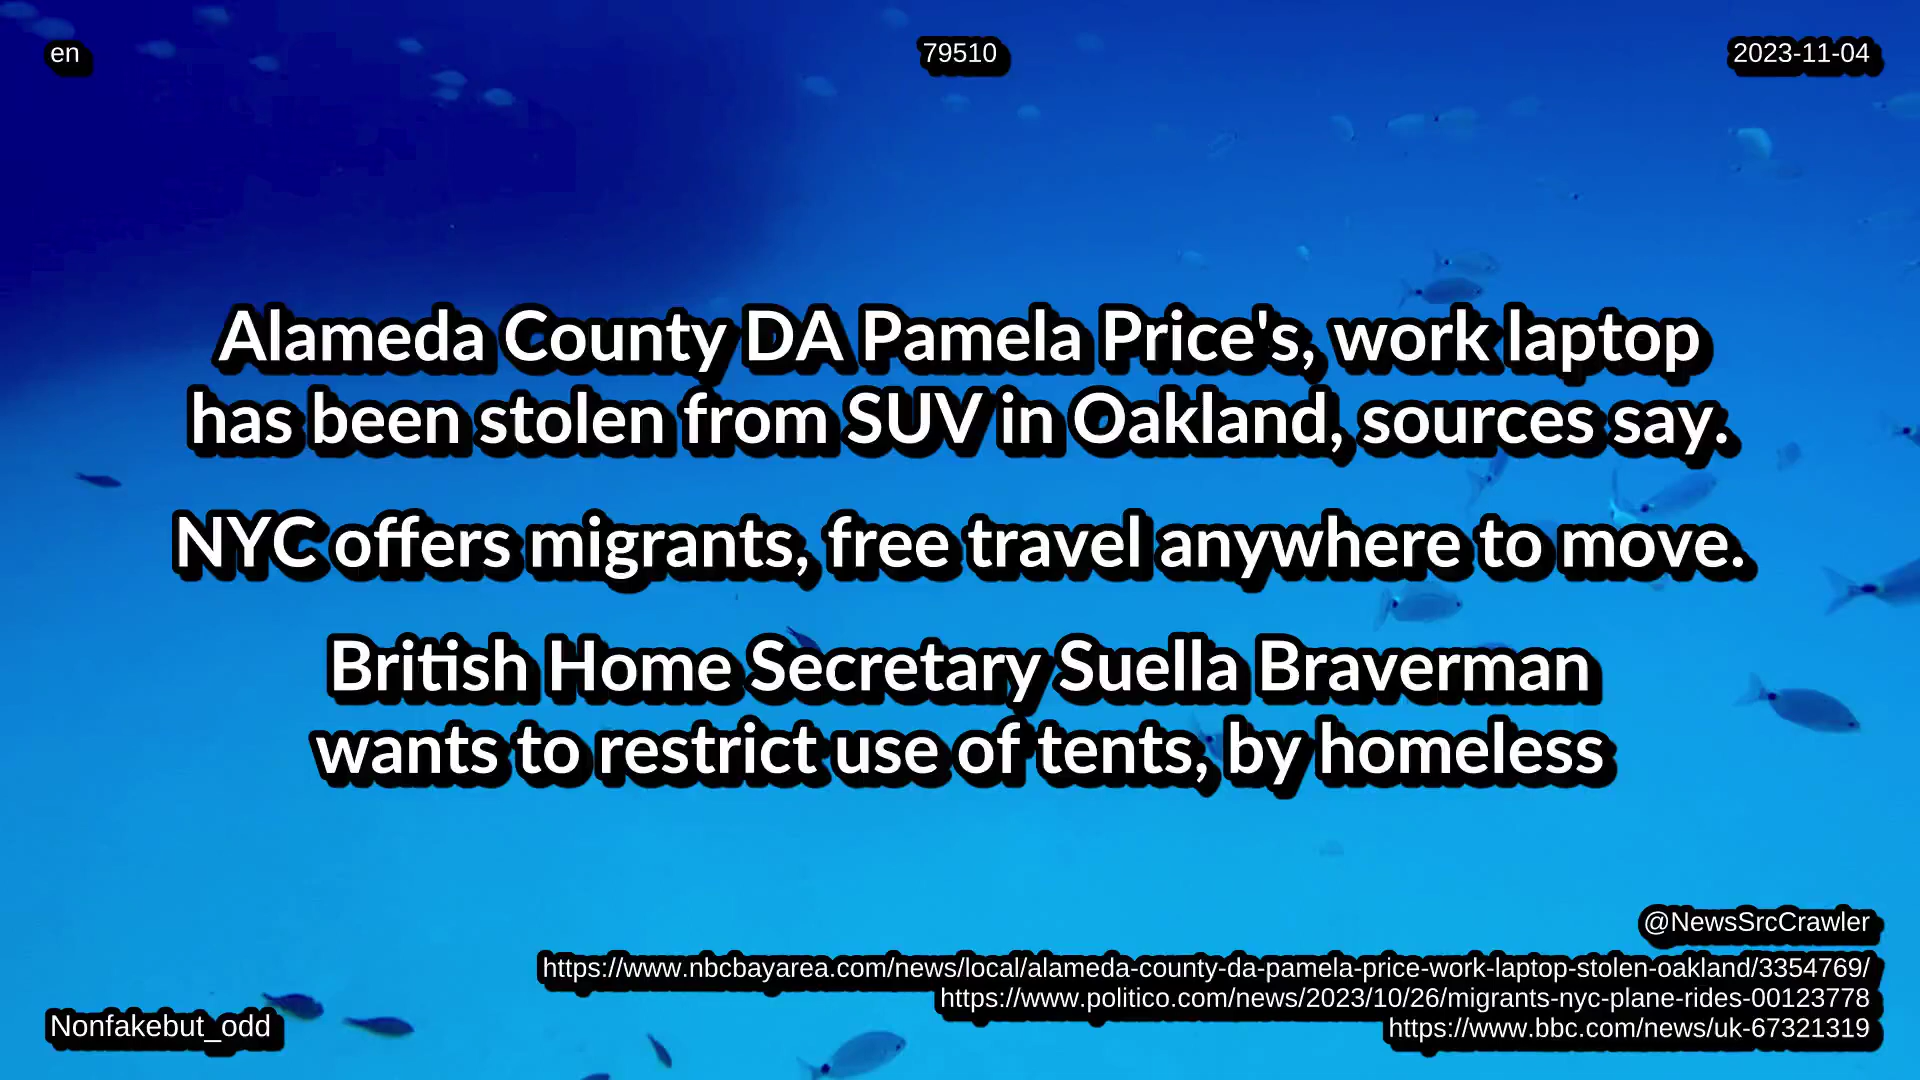 en
79510
2023-11-04
Alameda County DA Pamela Price's, work laptop
has been stolen from SUV in Oakland, sources say.
NYC offers migrants, free travel anywhere to move.
British Home Secretary Suella Braverman
wants to restrict use of tents, by homeless
@NewsSrcCrawler
https://www.nbcbayarea.com/news/local/alameda-county-da-pamela-price-work-laptop-stolen-oakland/3354769/
https://www.politico.com/news/2023/10/26/migrants-nyc-plane-rides-00123778
https://www.bbc.com/news/uk-67321319
Nonfakebut_odd